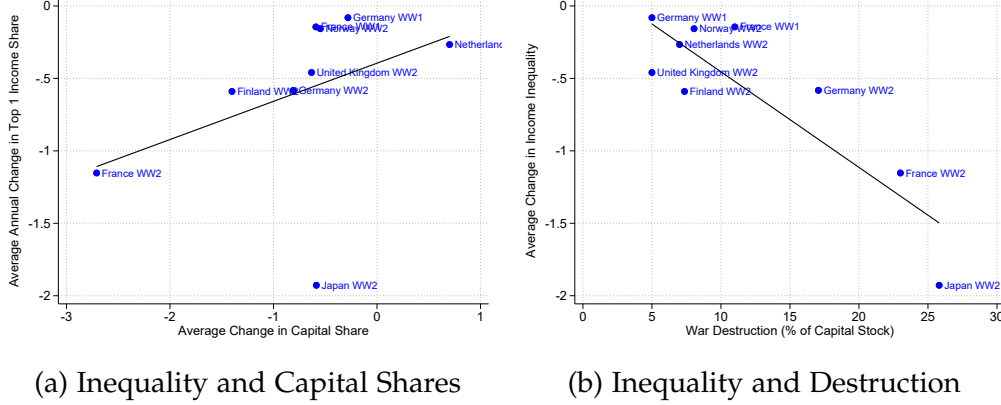 Average Annual Change in Top 1 Income Share
0
-.5
-1
-1.5
-2
Germany WW1
France WW1
Norway WW2
Netherland
United Kingdom WW2
Finland WW2
Germany WW2
France WW2
Japan WW2
-3
-2
-1
0
1
Average Change in Capital Share
(a) Inequality and Capital Shares
Average Change in Income Inequality
0
-.5
-1
-1.5
-2
Germany WW1
France WW1
Norway WW2
Netherlands WW2
United Kingdom WW2
Finland WW2
Germany WW2
France WW2
Japan WW2
0
5
10
15
20
25
30
War Destruction (% of Capital Stock)
(b) Inequality and Destruction